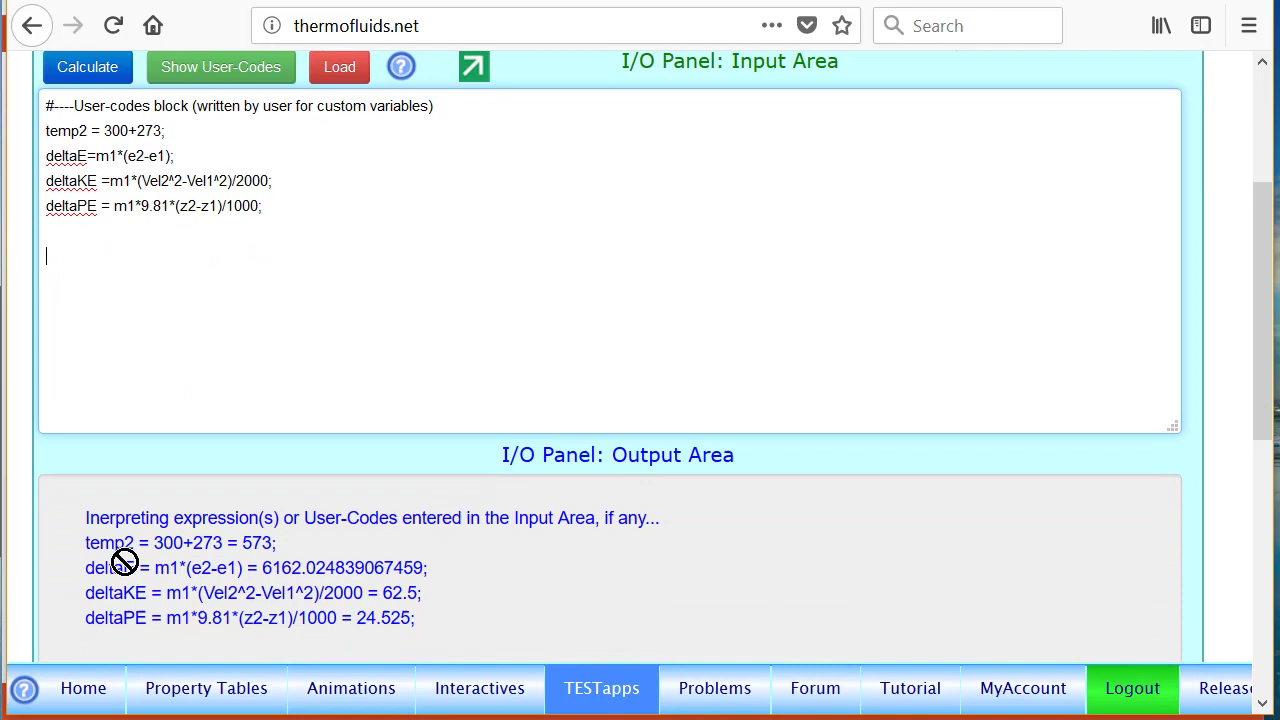 thermofluids.net
Search
Calculate
Show User-Codes
Load
I/O Panel: Input Area
#----User-codes block (written by user for custom variables)
temp2 = 300+273;
deltaE=m1*(e2-e1);
deltaKE =m1*(Vel2^2-Vel1^2)/2000;
deltaPE = m1*9.81*(z2-z1)/1000;
I/O Panel: Output Area
Inerpreting expression(s) or User-Codes entered in the Input Area, if any...
temp2 = 300+273 = 573;
deltaE = m1*(e2-e1) = 6162.024839067459;
deltaKE = m1*(Vel2^2-Vel1^2)/2000 = 62.5;
deltaPE = m1*9.81*(z2-z1)/1000 = 24.525;
Home
Property Tables
Animations
Interactives
TESTapps
Problems
Forum
Tutorial
MyAccount
Logout
Releas